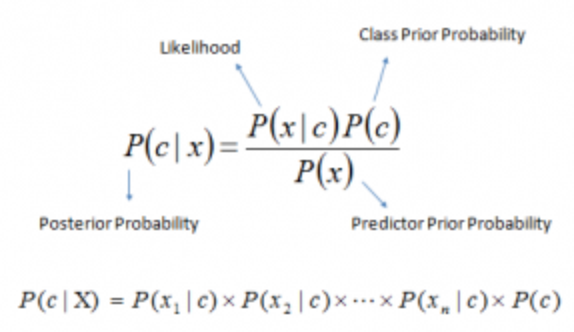 Likelihood
Class Prior Probability
P(c | x) = P(x | c)P(c) / P(x)
Posterior Probability
Predictor Prior Probability
P(c | X) = P(x₁ | c) × P(x₂ | c) × ··· × P(xₙ | c) × P(c)